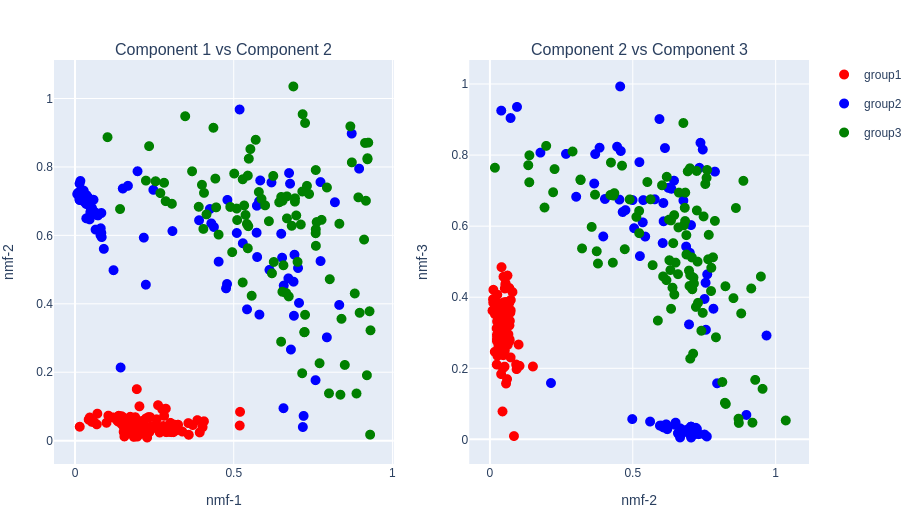 Component 1 vs Component 2
Component 2 vs Component 3
group1
group2
group3
1
0.8
0.6
0.4
0.2
0
0
0.5
1
nmf-1
nmf-2
1
0.8
0.6
0.4
0.2
0
0
0.5
1
nmf-2
nmf-3